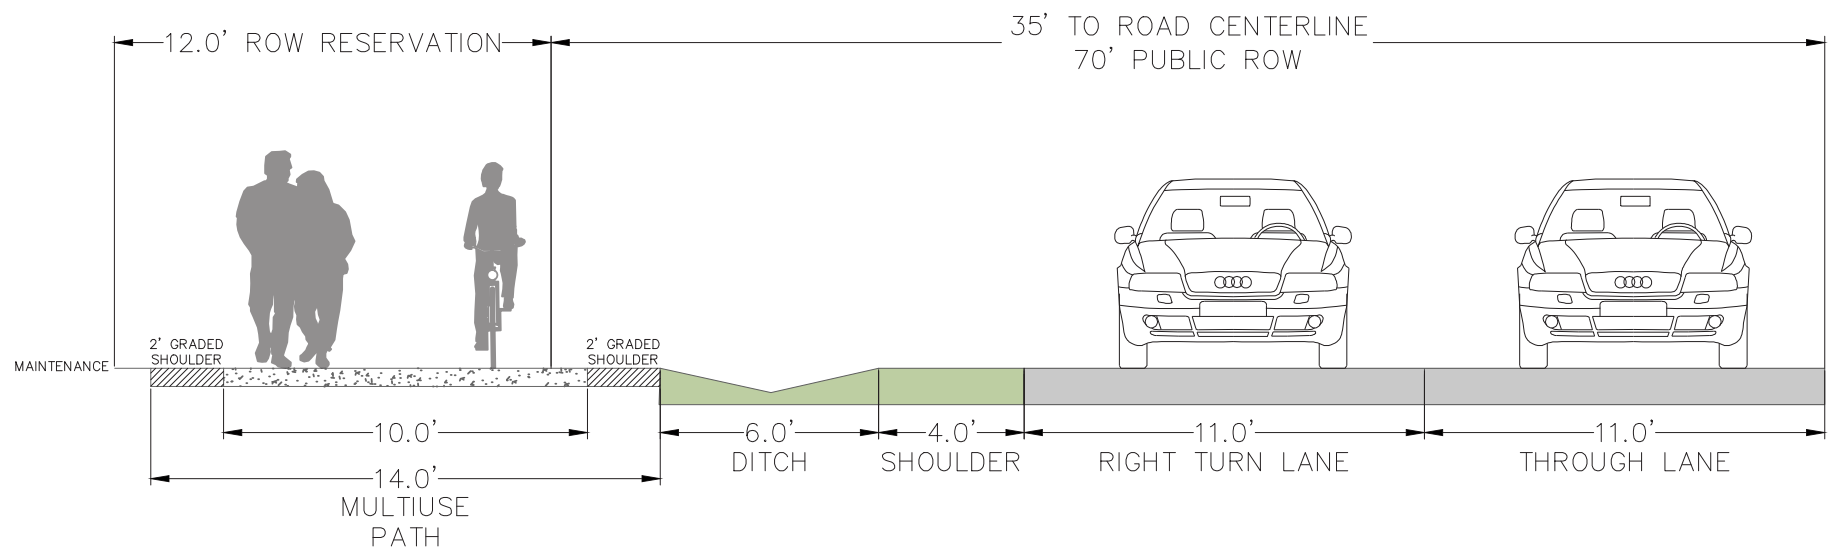 12.0' ROW RESERVATION
35' TO ROAD CENTERLINE
70' PUBLIC ROW
MAINTENANCE
2' GRADED
SHOULDER
2' GRADED
SHOULDER
10.0'
14.0'
MULTIUSE
PATH
6.0'
DITCH
4.0'
SHOULDER
11.0'
RIGHT TURN LANE
11.0'
THROUGH LANE